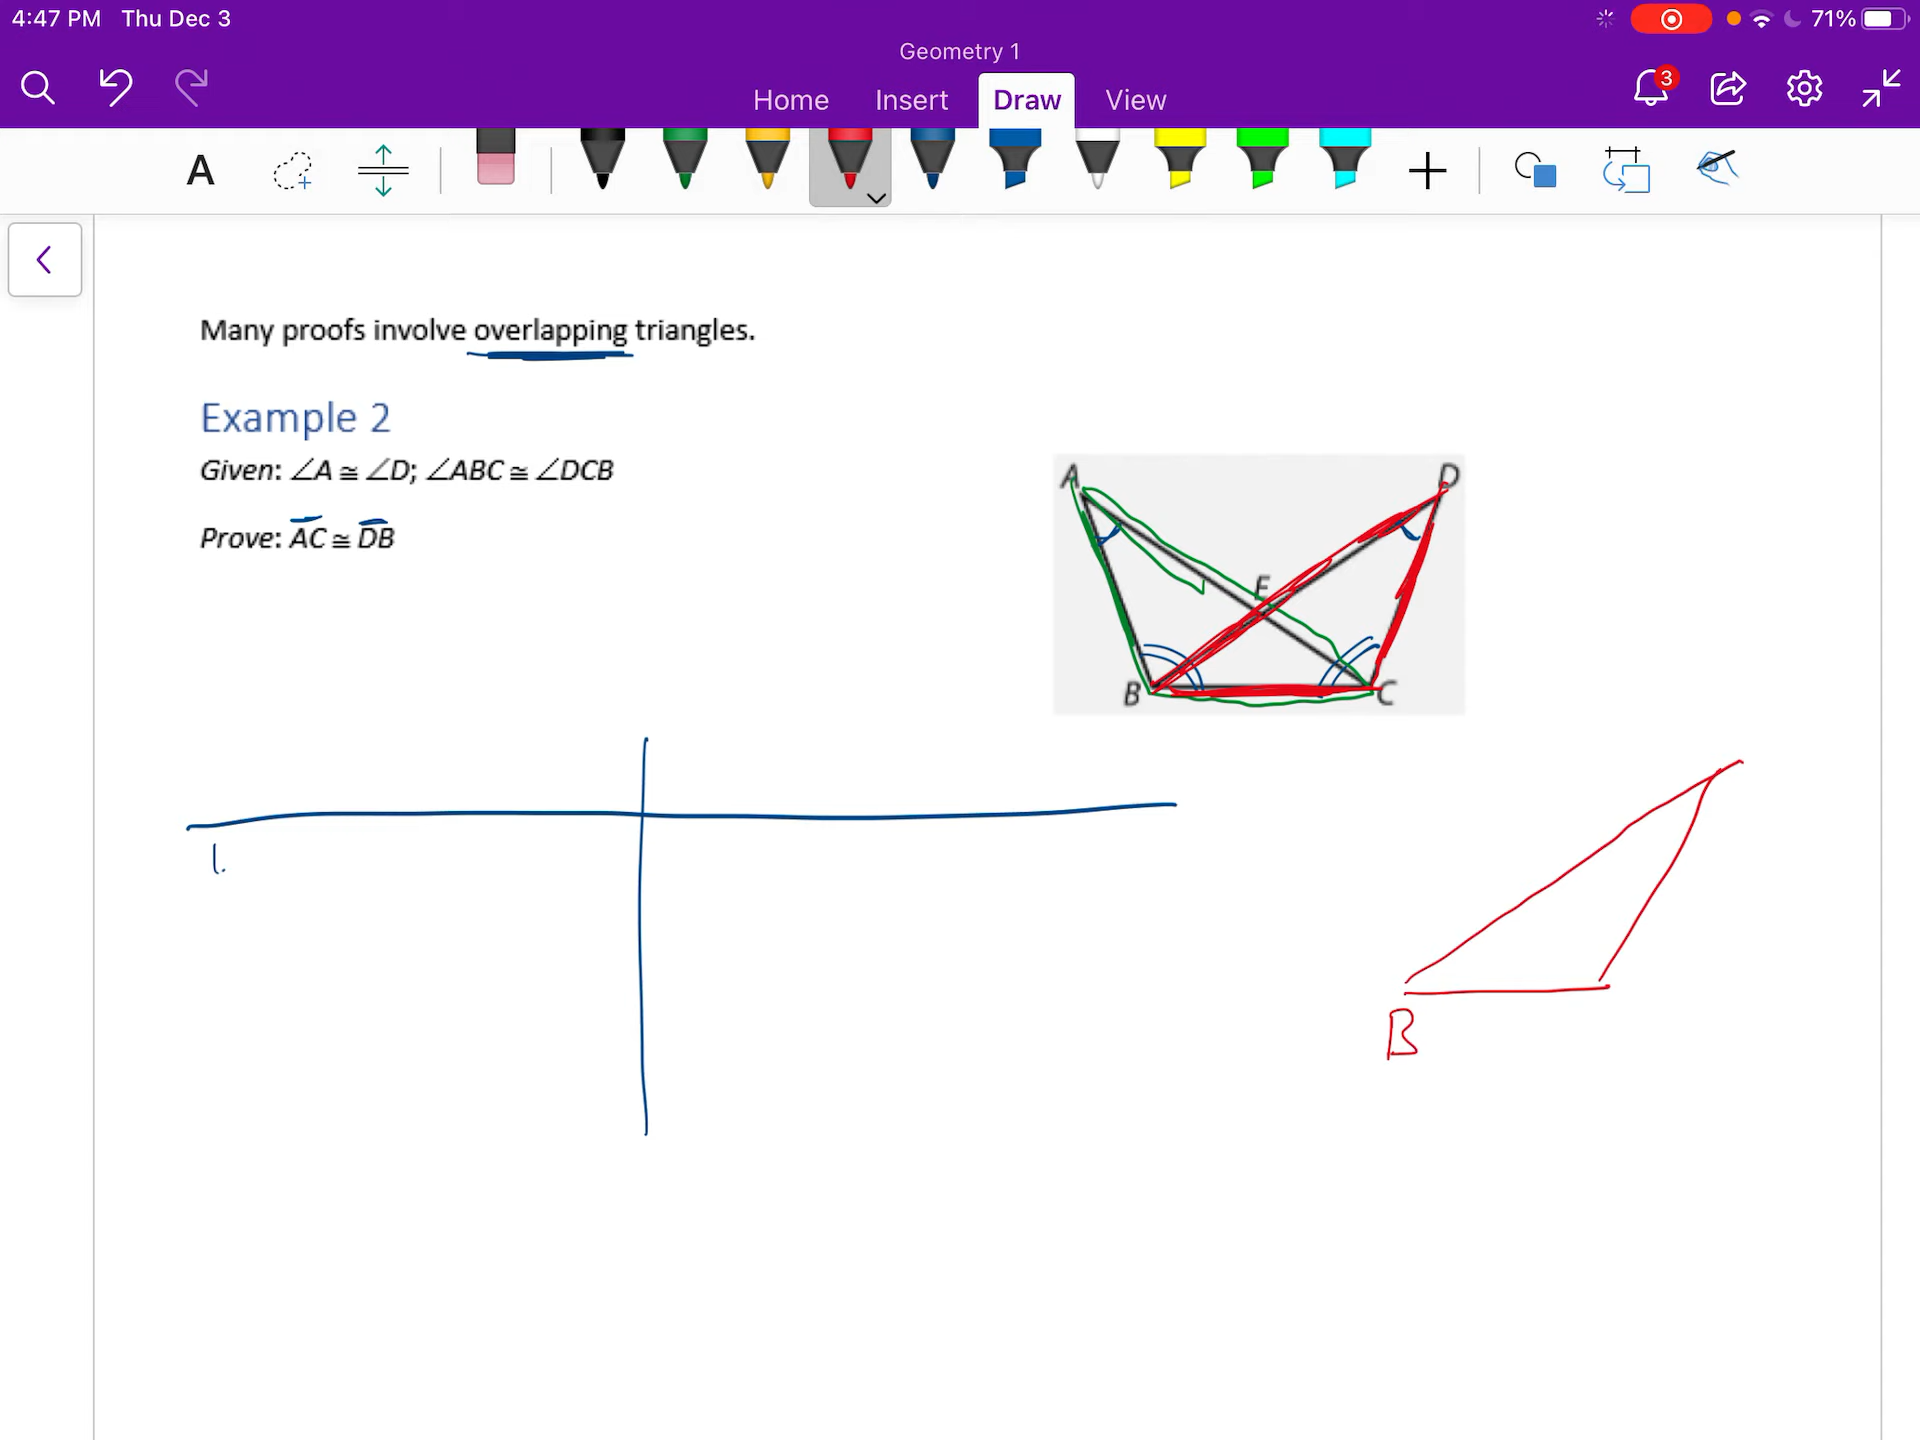 4:47 PM Thu Dec 3
71%
Geometry 1
Home Insert Draw View
3
A
Many proofs involve overlapping triangles.
Example 2
Given: ∠A ≅ ∠D; ∠ABC ≅ ∠DCB
Prove: AC ≅ DB
A
D
E
B
C
1.
B